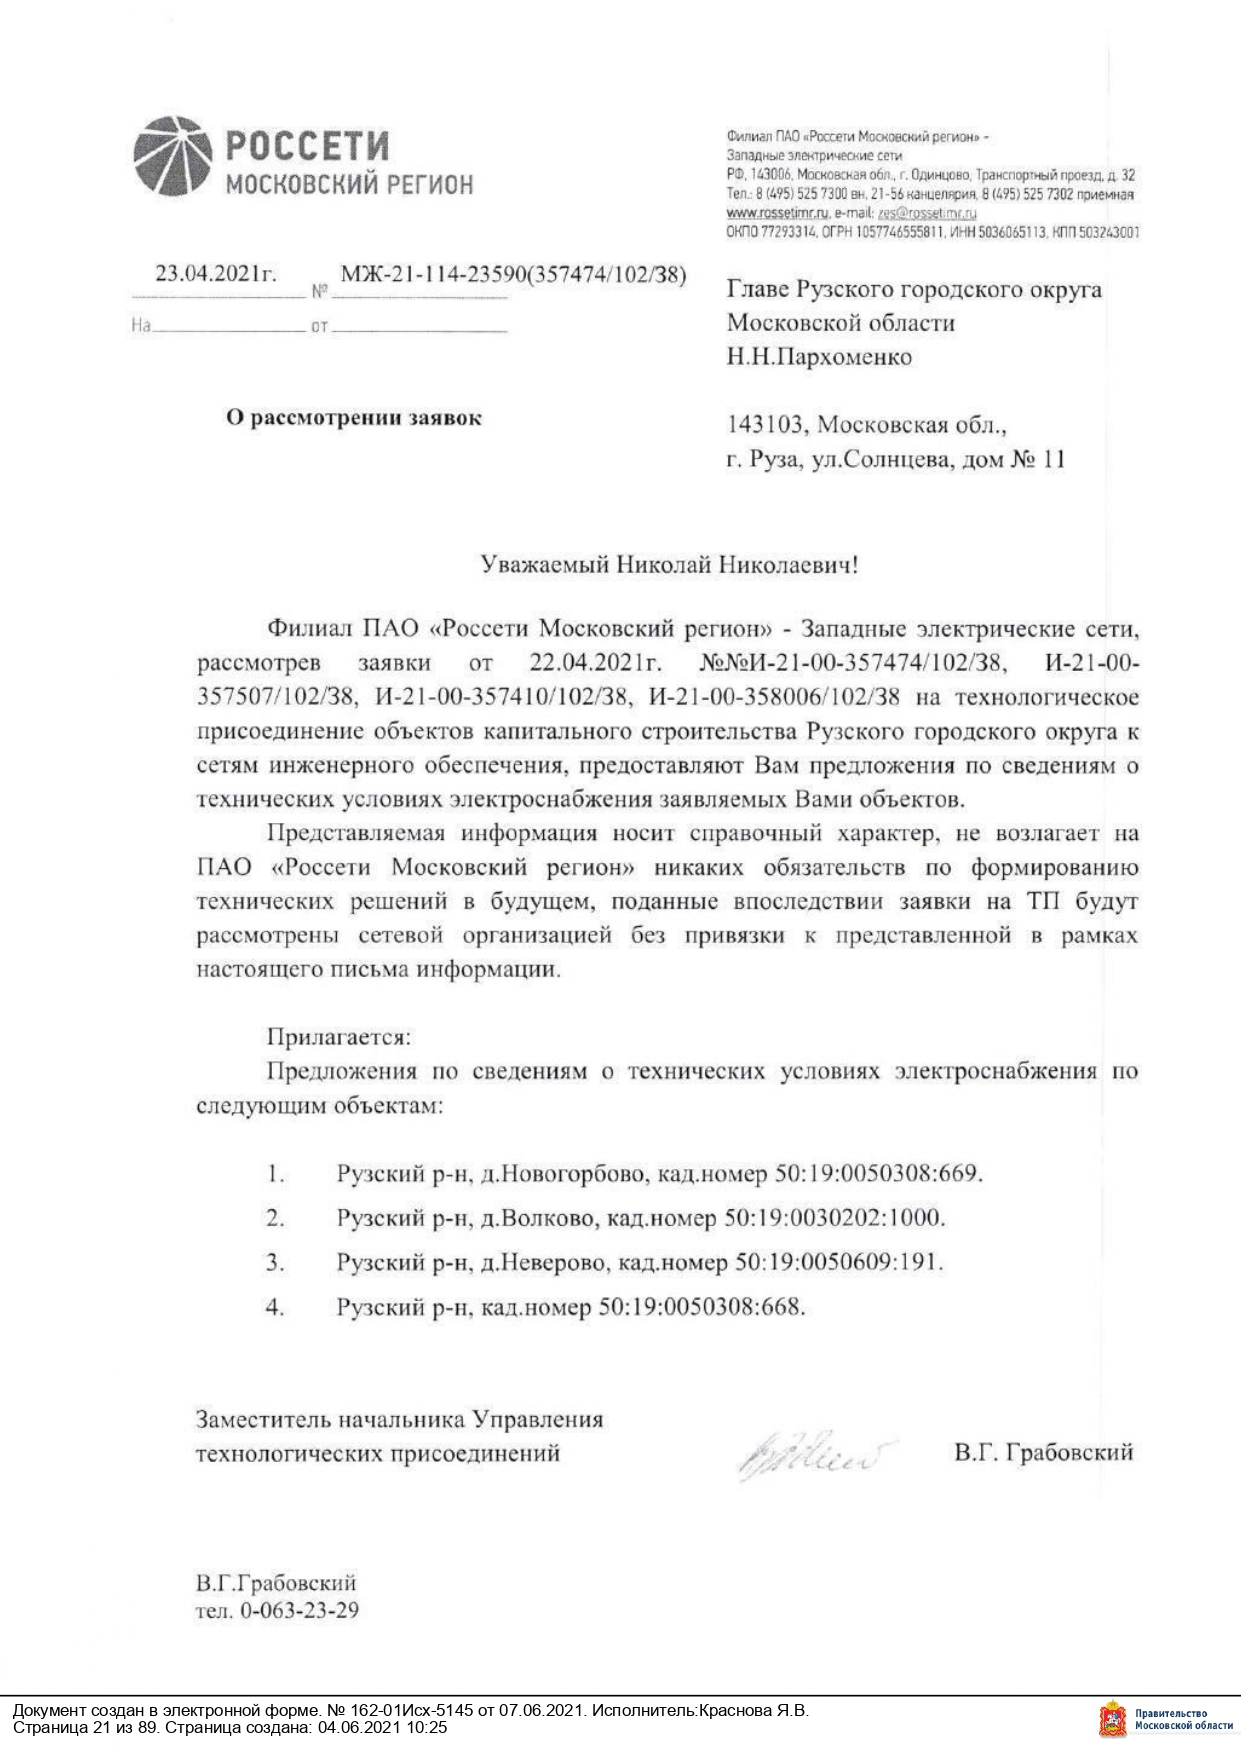 РОССЕТИ
МОСКОВСКИЙ РЕГИОН
Филиал ПАО «Россети Московский регион» -
Западные электрические сети
РФ, 143006, Московская обл., г. Одинцово, Транспортный проезд, д. 32
Тел.: 8 (495) 525 7300 вн. 21-56 канцелярия, 8 (495) 525 7302 приемная
www.rossetimr.ru, e-mail: zes@rossetimr.ru
ОКПО 77293314, ОГРН 1057746555811, ИНН 5036065113, КПП 503243001
23.04.2021г. № МЖ-21-114-23590(357474/102/З8)
На от
Главе Рузского городского округа
Московской области
Н.Н.Пархоменко
О рассмотрении заявок
143103, Московская обл.,
г. Руза, ул.Солнцева, дом № 11
Уважаемый Николай Николаевич!
Филиал ПАО «Россети Московский регион» - Западные электрические сети,
рассмотрев заявки от 22.04.2021г. №№И-21-00-357474/102/З8, И-21-00-
357507/102/З8, И-21-00-357410/102/З8, И-21-00-358006/102/З8 на технологическое
присоединение объектов капитального строительства Рузского городского округа к
сетям инженерного обеспечения, предоставляют Вам предложения по сведениям о
технических условиях электроснабжения заявляемых Вами объектов.
Представляемая информация носит справочный характер, не возлагает на
ПАО «Россети Московский регион» никаких обязательств по формированию
технических решений в будущем, поданные впоследствии заявки на ТП будут
рассмотрены сетевой организацией без привязки к представленной в рамках
настоящего письма информации.
Прилагается:
Предложения по сведениям о технических условиях электроснабжения по
следующим объектам:
1. Рузский р-н, д.Новогорбово, кад.номер 50:19:0050308:669.
2. Рузский р-н, д.Волково, кад.номер 50:19:0030202:1000.
3. Рузский р-н, д.Неверово, кад.номер 50:19:0050609:191.
4. Рузский р-н, кад.номер 50:19:0050308:668.
Заместитель начальника Управления
технологических присоединений
В.Г. Грабовский
В.Г.Грабовский
тел. 0-063-23-29
Документ создан в электронной форме. № 162-01Исх-5145 от 07.06.2021. Исполнитель:Краснова Я.В.
Страница 21 из 89. Страница создана: 04.06.2021 10:25
Правительство
Московской области